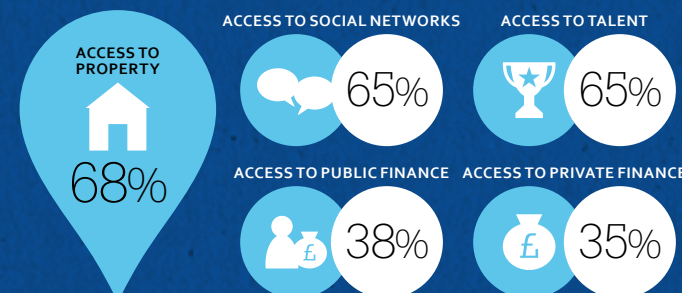 ACCESS TO
PROPERTY
68%
ACCESS TO SOCIAL NETWORKS
65%
ACCESS TO TALENT
65%
ACCESS TO PUBLIC FINANCE
£
38%
ACCESS TO PRIVATE FINANCE
£
35%